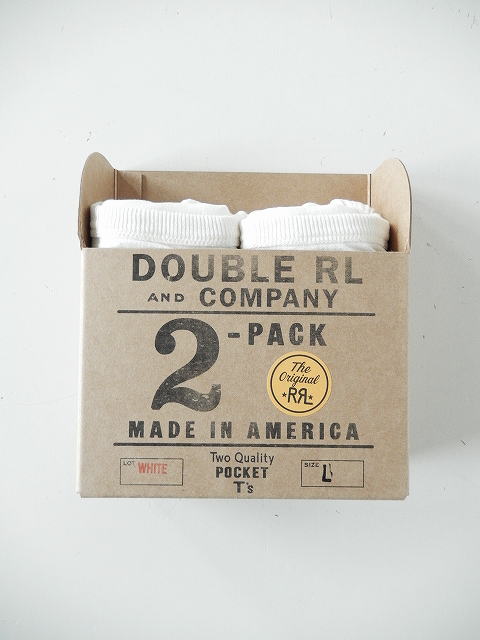 DOUBLE RL
AND COMPANY
2-PACK
The
Original
RRL
MADE IN AMERICA
LOT WHITE
Two Quality
POCKET
T's
SIZE L